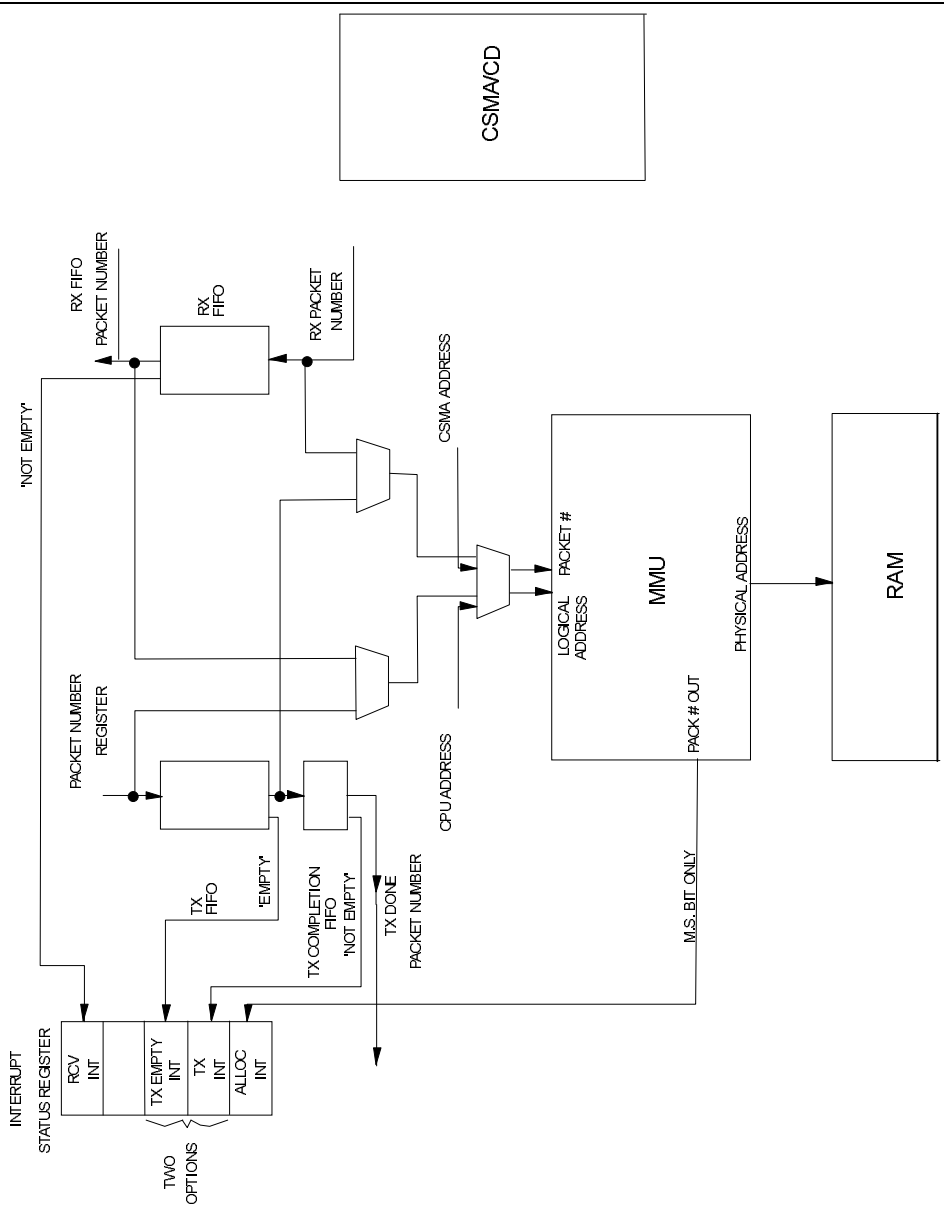 INTERRUPT
STATUS REGISTER
RCV
INT
TX EMPTY
INT
TX
INT
ALLOC
INT
TWO
OPTIONS
'NOT EMPTY'
RX FIFO
PACKET NUMBER
RX
FIFO
RX PACKET
NUMBER
CSMA/CD
PACKET NUMBER
REGISTER
TX
FIFO
'EMPTY'
TX COMPLETION
FIFO
'NOT EMPTY'
TX DONE
PACKET NUMBER
CPU ADDRESS
CSMA ADDRESS
LOGICAL
ADDRESS
PACKET #
MMU
PACK # OUT
PHYSICAL ADDRESS
M.S. BIT ONLY
RAM